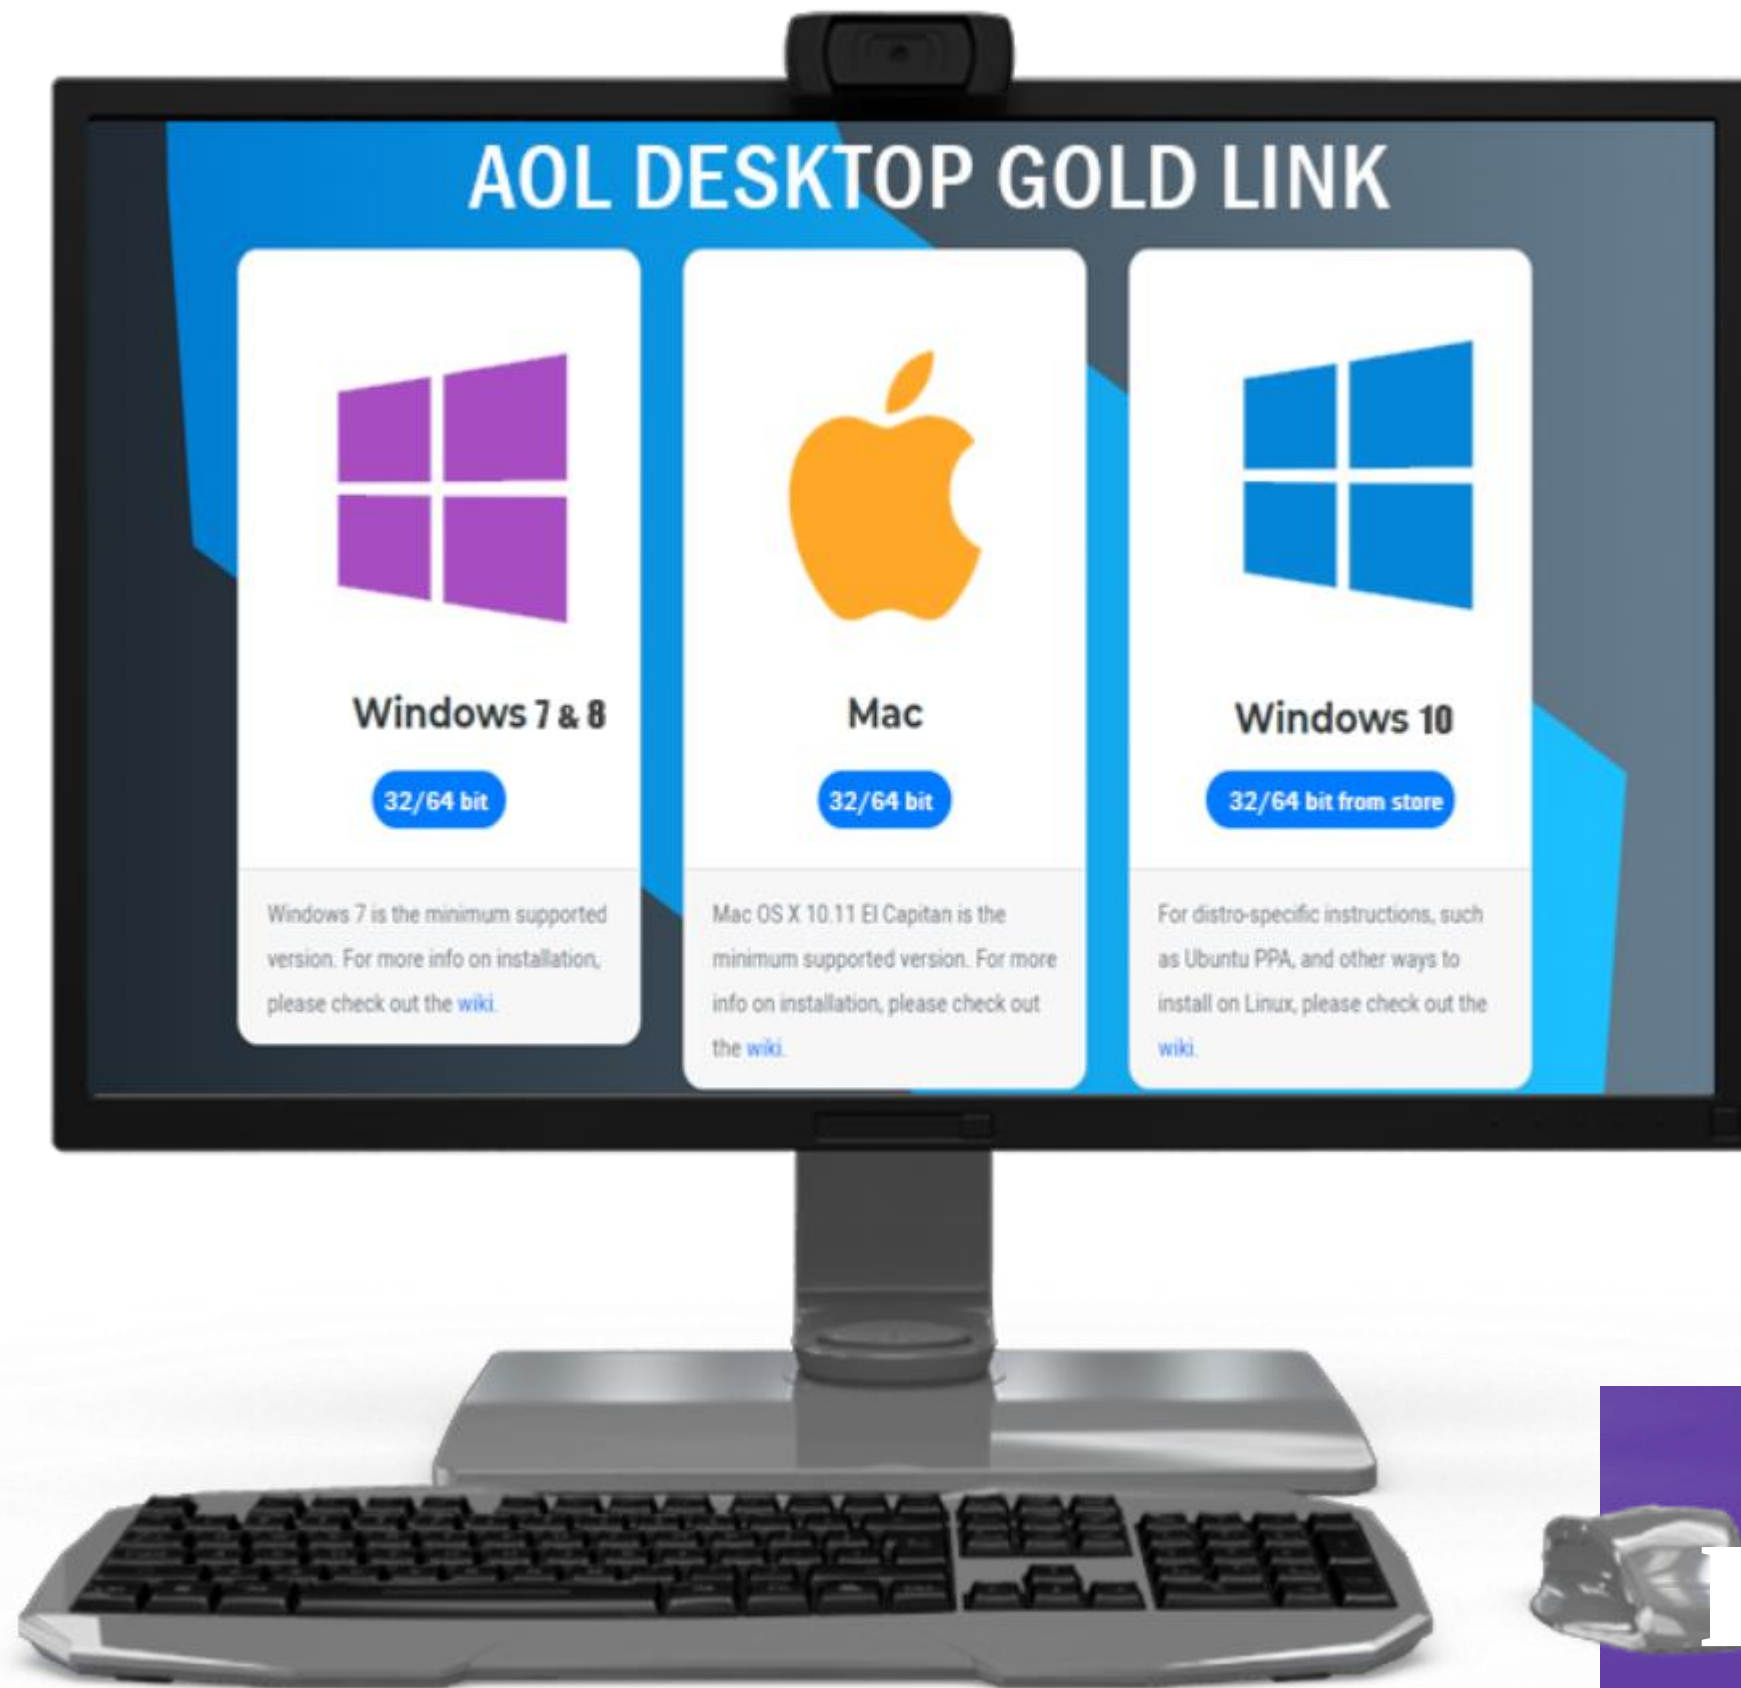 AOL DESKTOP GOLD LINK
Windows 7 & 8
32/64 bit
Windows 7 is the minimum supported
version. For more info on installation,
please check out the wiki.
Mac
32/64 bit
Mac OS X 10.11 El Capitan is the
minimum supported version. For more
info on installation, please check out
the wiki.
Windows 10
32/64 bit from store
For distro-specific instructions, such
as Ubuntu PPA, and other ways to
install on Linux, please check out the
wiki.